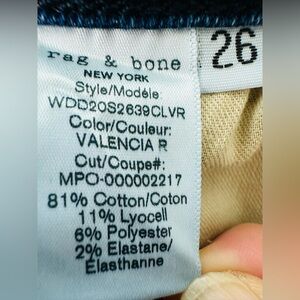 rag & bone
NEW YORK
Style/Modéle:
WDD20S2639CLVR
Color/Couleur:
VALENCIA R
Cut/Coupe#:
MPO-000002217
81% Cotton/Coton
11% Lyocell
6% Polyester
2% Elastane/
Elasthanne
26